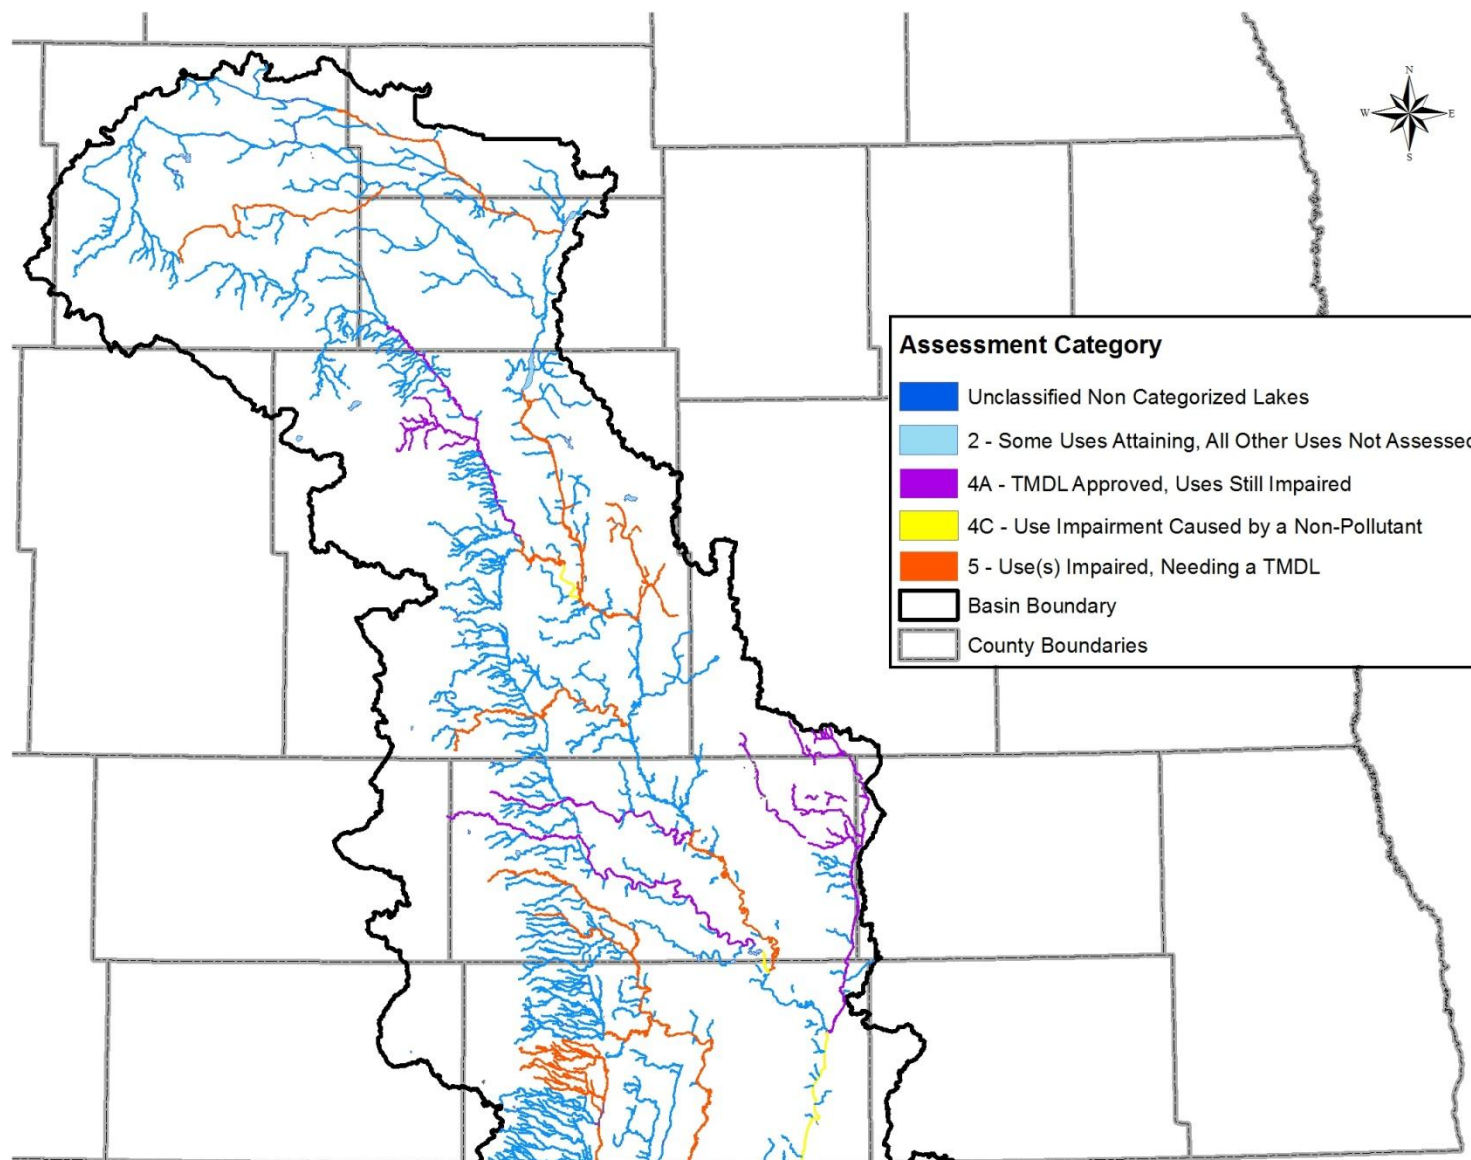 N
W E
S
Assessment Category
Unclassified Non Categorized Lakes
2 - Some Uses Attaining, All Other Uses Not Assessed
4A - TMDL Approved, Uses Still Impaired
4C - Use Impairment Caused by a Non-Pollutant
5 - Use(s) Impaired, Needing a TMDL
Basin Boundary
County Boundaries